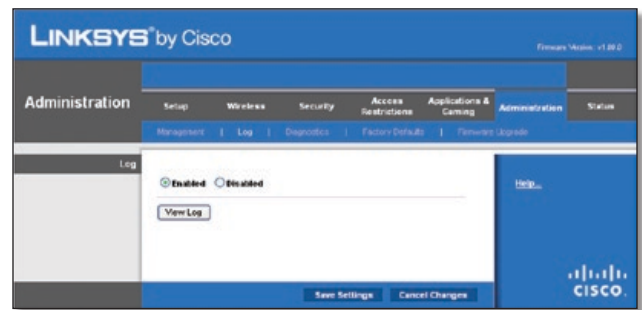 LINKSYS® by Cisco
Firmware Version: v1.00.0
Administration
Setup Wireless Security Access Restrictions Applications & Gaming Administration Status
Management | Log | Diagnostics | Factory Defaults | Firmware Upgrade
Log
Enabled Disabled
View Log
Help...
Save Settings Cancel Changes
CISCO.